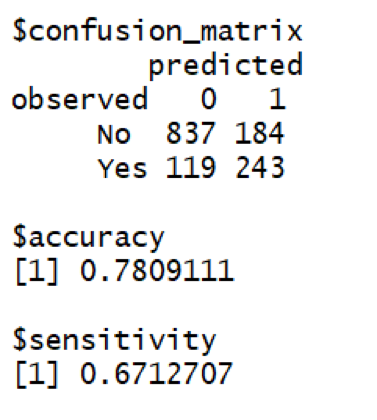 $confusion_matrix
predicted
observed 0 1
No 837 184
Yes 119 243
$accuracy
[1] 0.7809111
$sensitivity
[1] 0.6712707